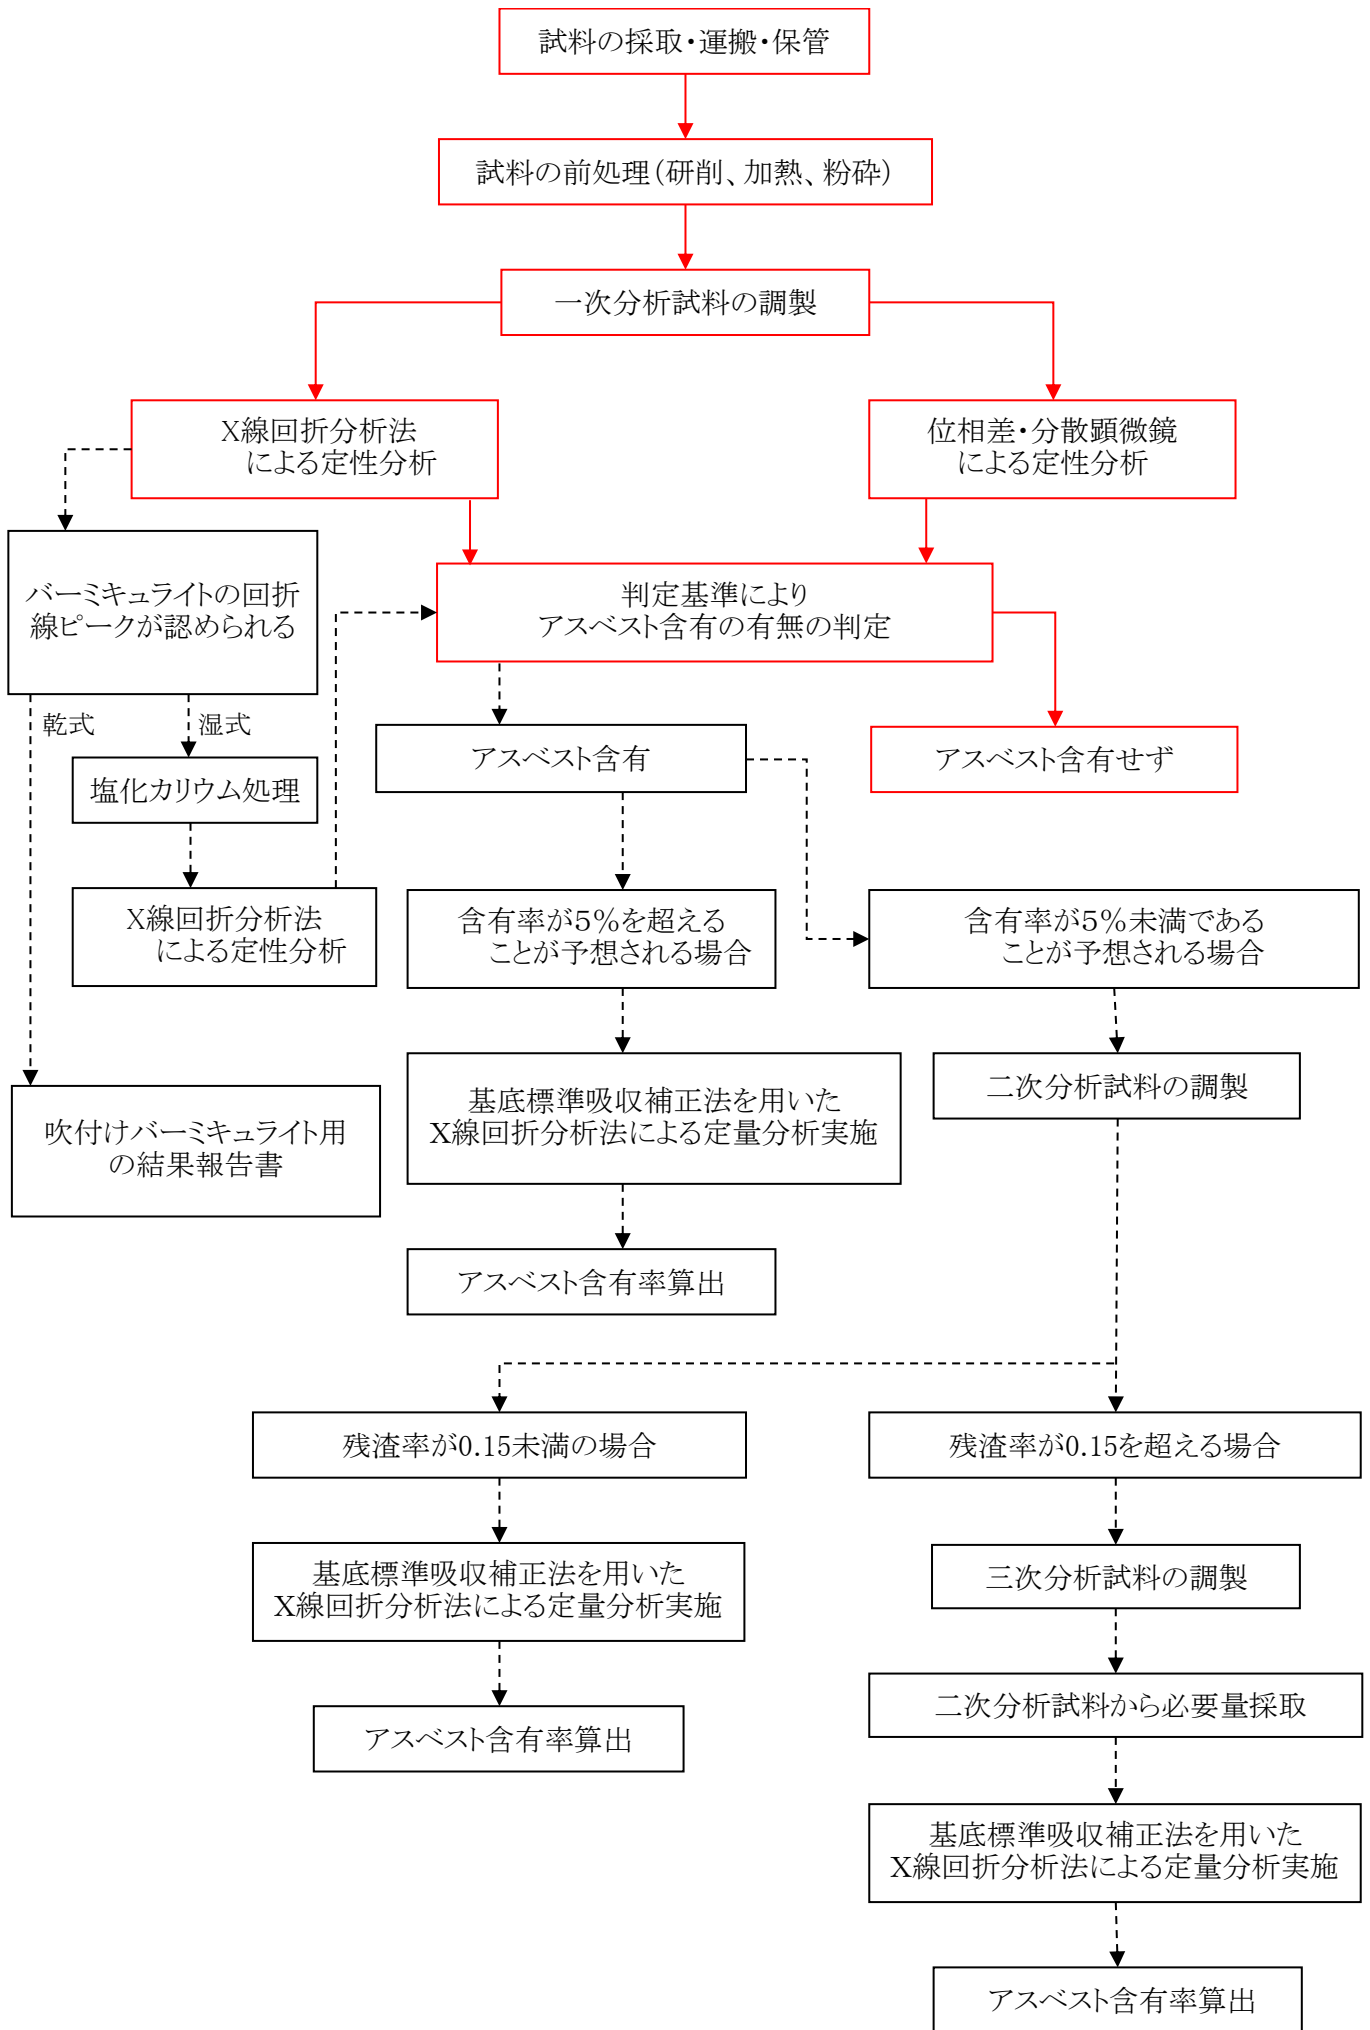 試料の採取・運搬・保管
試料の前処理(研削、加熱、粉砕)
一次分析試料の調製
X線回折分析法
による定性分析
位相差・分散顕微鏡
による定性分析
バーミキュライトの回折
線ピークが認められる
判定基準により
アスベスト含有の有無の判定
乾式
湿式
アスベスト含有
アスベスト含有せず
塩化カリウム処理
X線回折分析法
による定性分析
含有率が5%を超える
ことが予想される場合
含有率が5%未満である
ことが予想される場合
基底標準吸収補正法を用いた
X線回折分析法による定量分析実施
二次分析試料の調製
吹付けバーミキュライト用
の結果報告書
アスベスト含有率算出
残渣率が0.15未満の場合
残渣率が0.15を超える場合
基底標準吸収補正法を用いた
X線回折分析法による定量分析実施
三次分析試料の調製
アスベスト含有率算出
二次分析試料から必要量採取
基底標準吸収補正法を用いた
X線回折分析法による定量分析実施
アスベスト含有率算出